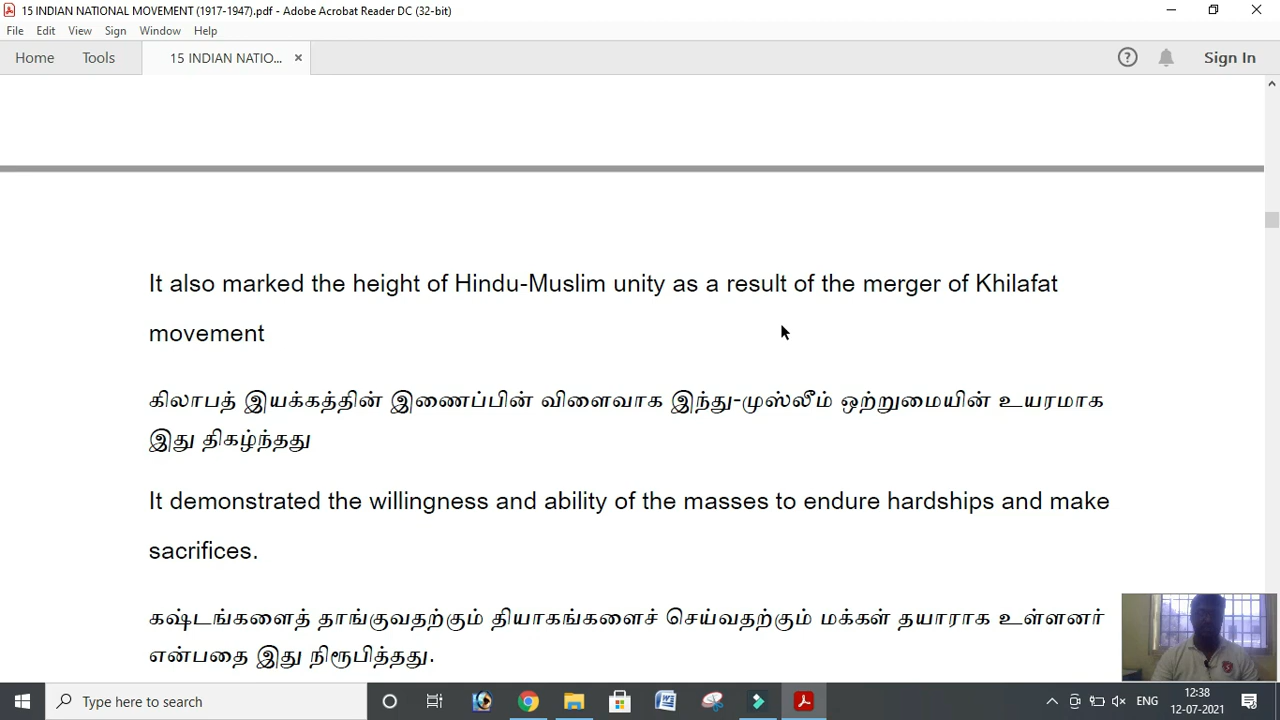 15 INDIAN NATIONAL MOVEMENT (1917-1947).pdf - Adobe Acrobat Reader DC (32-bit)
File Edit View Sign Window Help
Home Tools 15 INDIAN NATIO... × Sign In
It also marked the height of Hindu-Muslim unity as a result of the merger of Khilafat
movement
கிலாபத் இயக்கத்தின் இணைப்பின் விளைவாக இந்து-முஸ்லீம் ஒற்றுமையின் உயரமாக
இது திகழ்ந்தது
It demonstrated the willingness and ability of the masses to endure hardships and make
sacrifices.
கஷ்டங்களைத் தாங்குவதற்கும் தியாகங்களைச் செய்வதற்கும் மக்கள் தயாராக உள்ளனர்
என்பதை இது நிரூபித்தது.
Type here to search ENG 12:38
12-07-2021